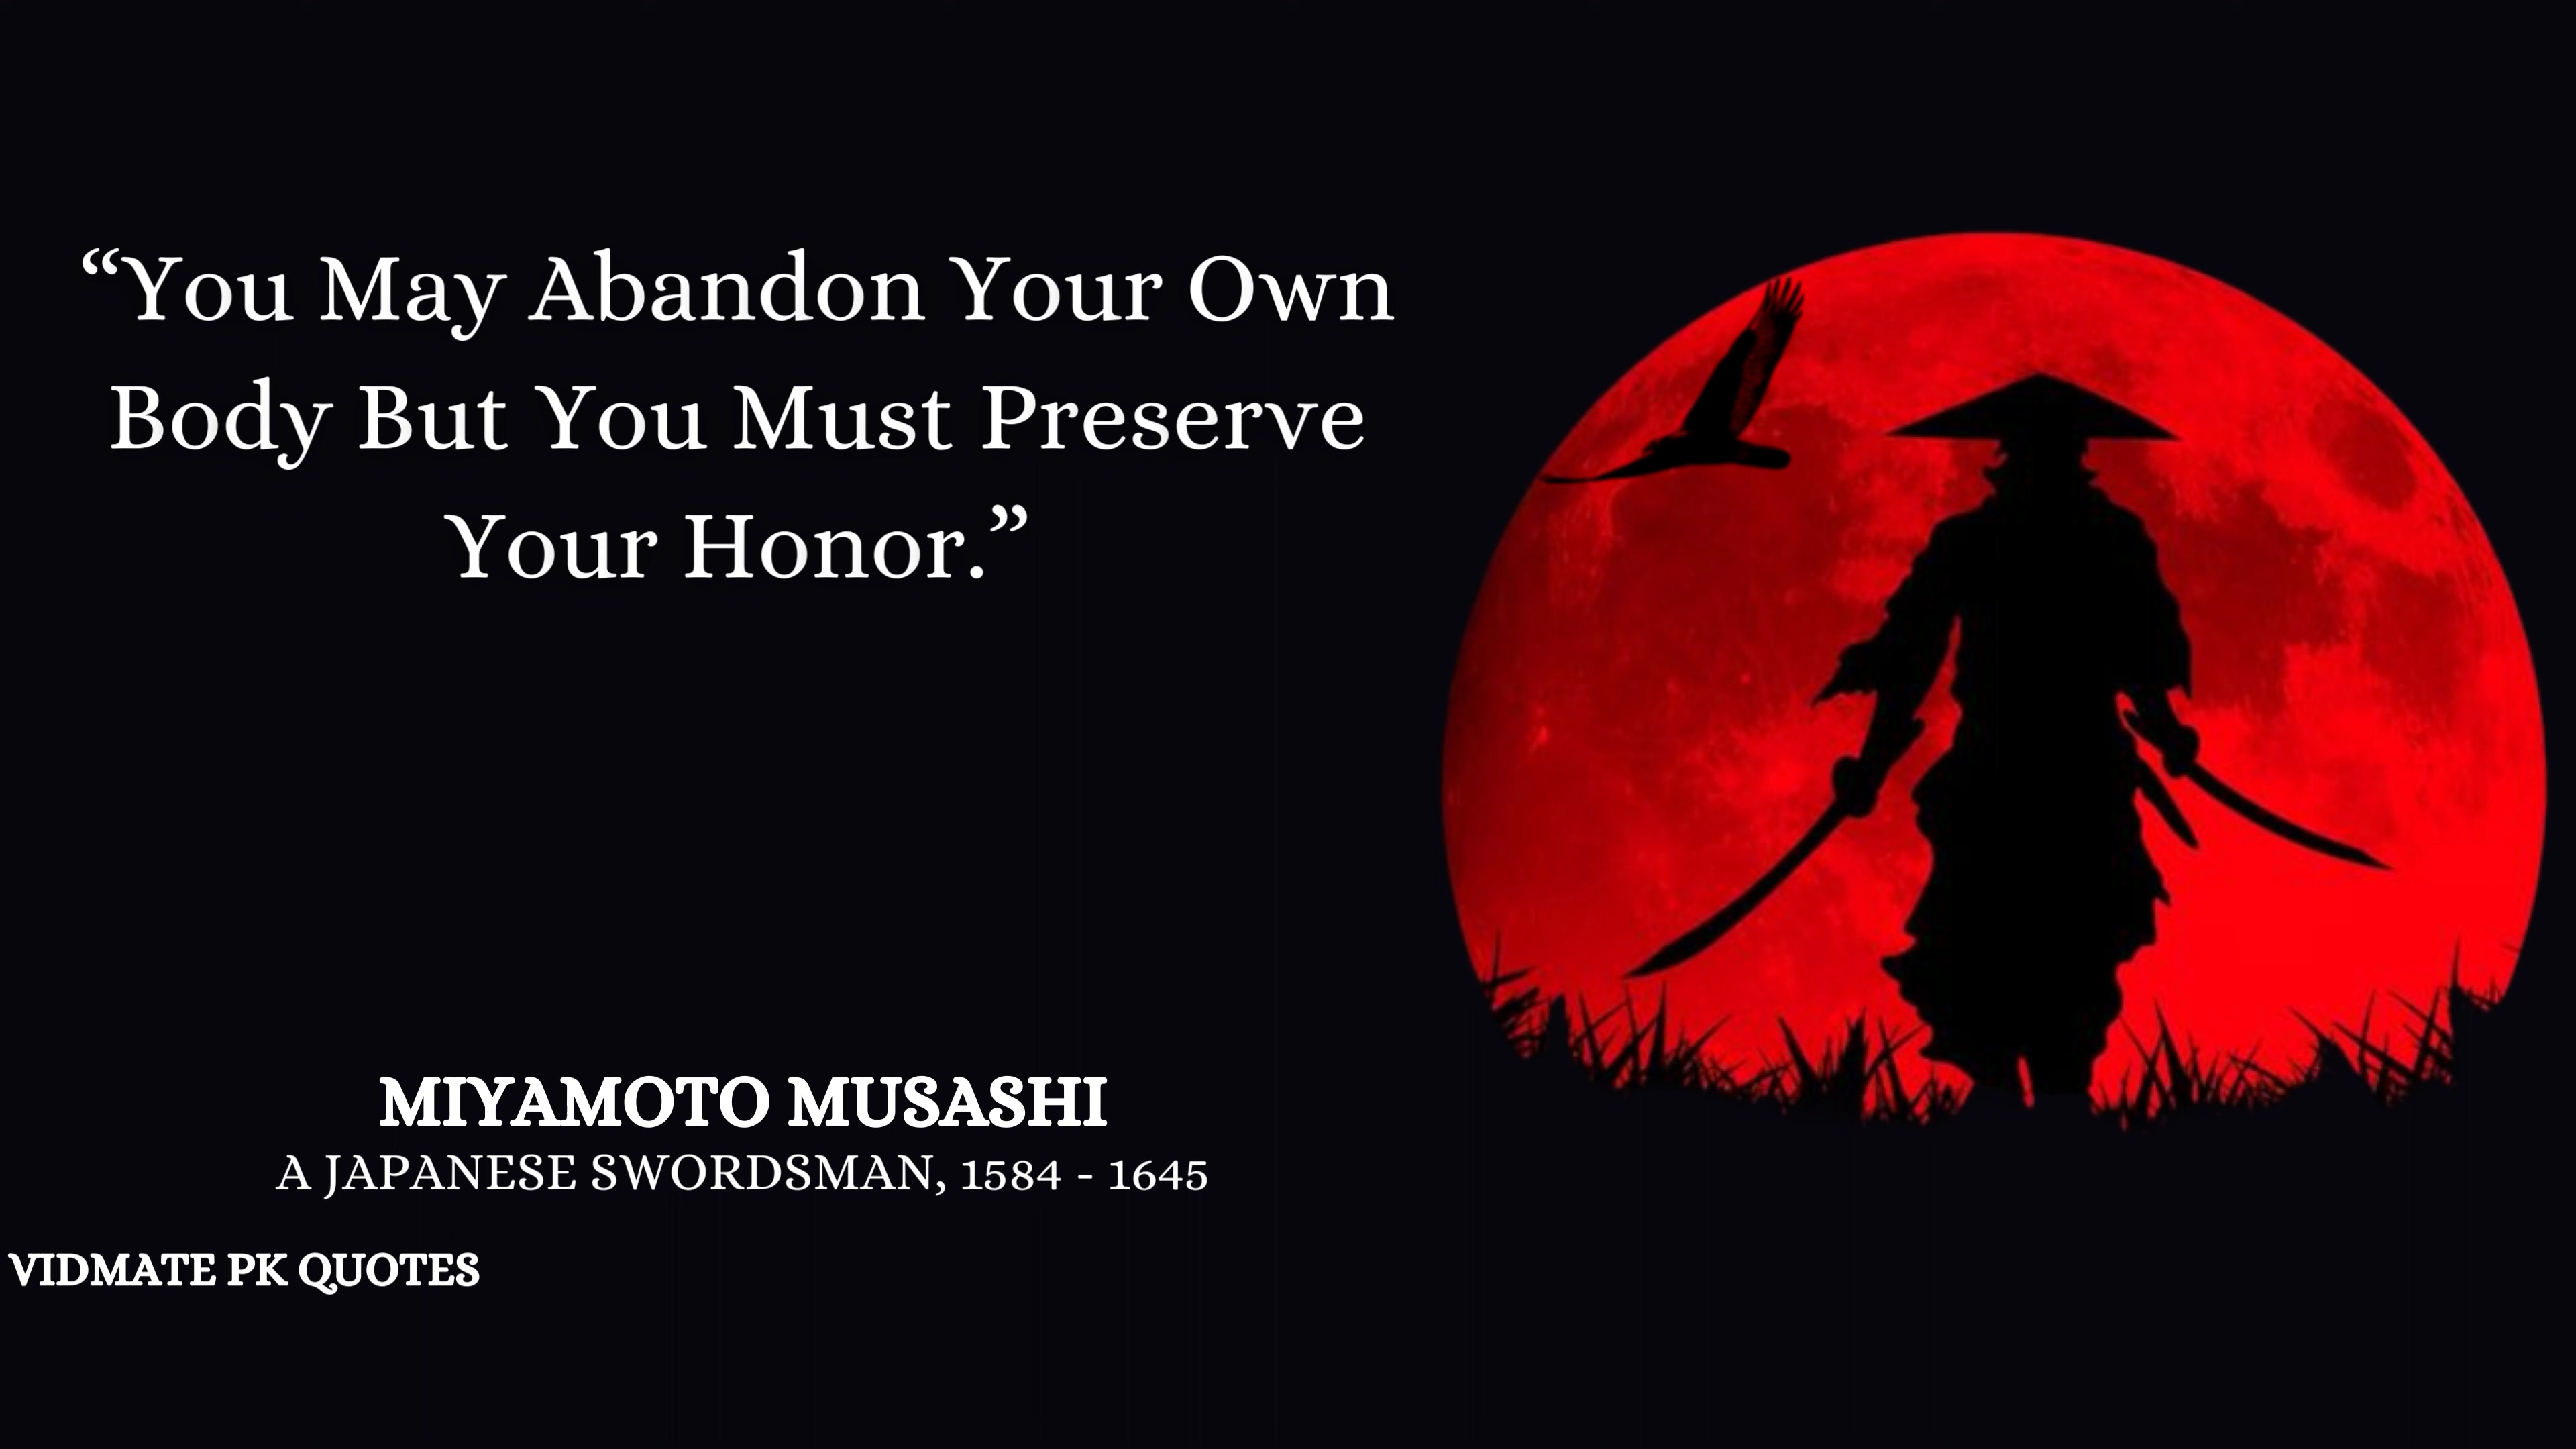 “You May Abandon Your Own
Body But You Must Preserve
Your Honor.”
MIYAMOTO MUSASHI
A JAPANESE SWORDSMAN, 1584 - 1645
VIDMATE PK QUOTES